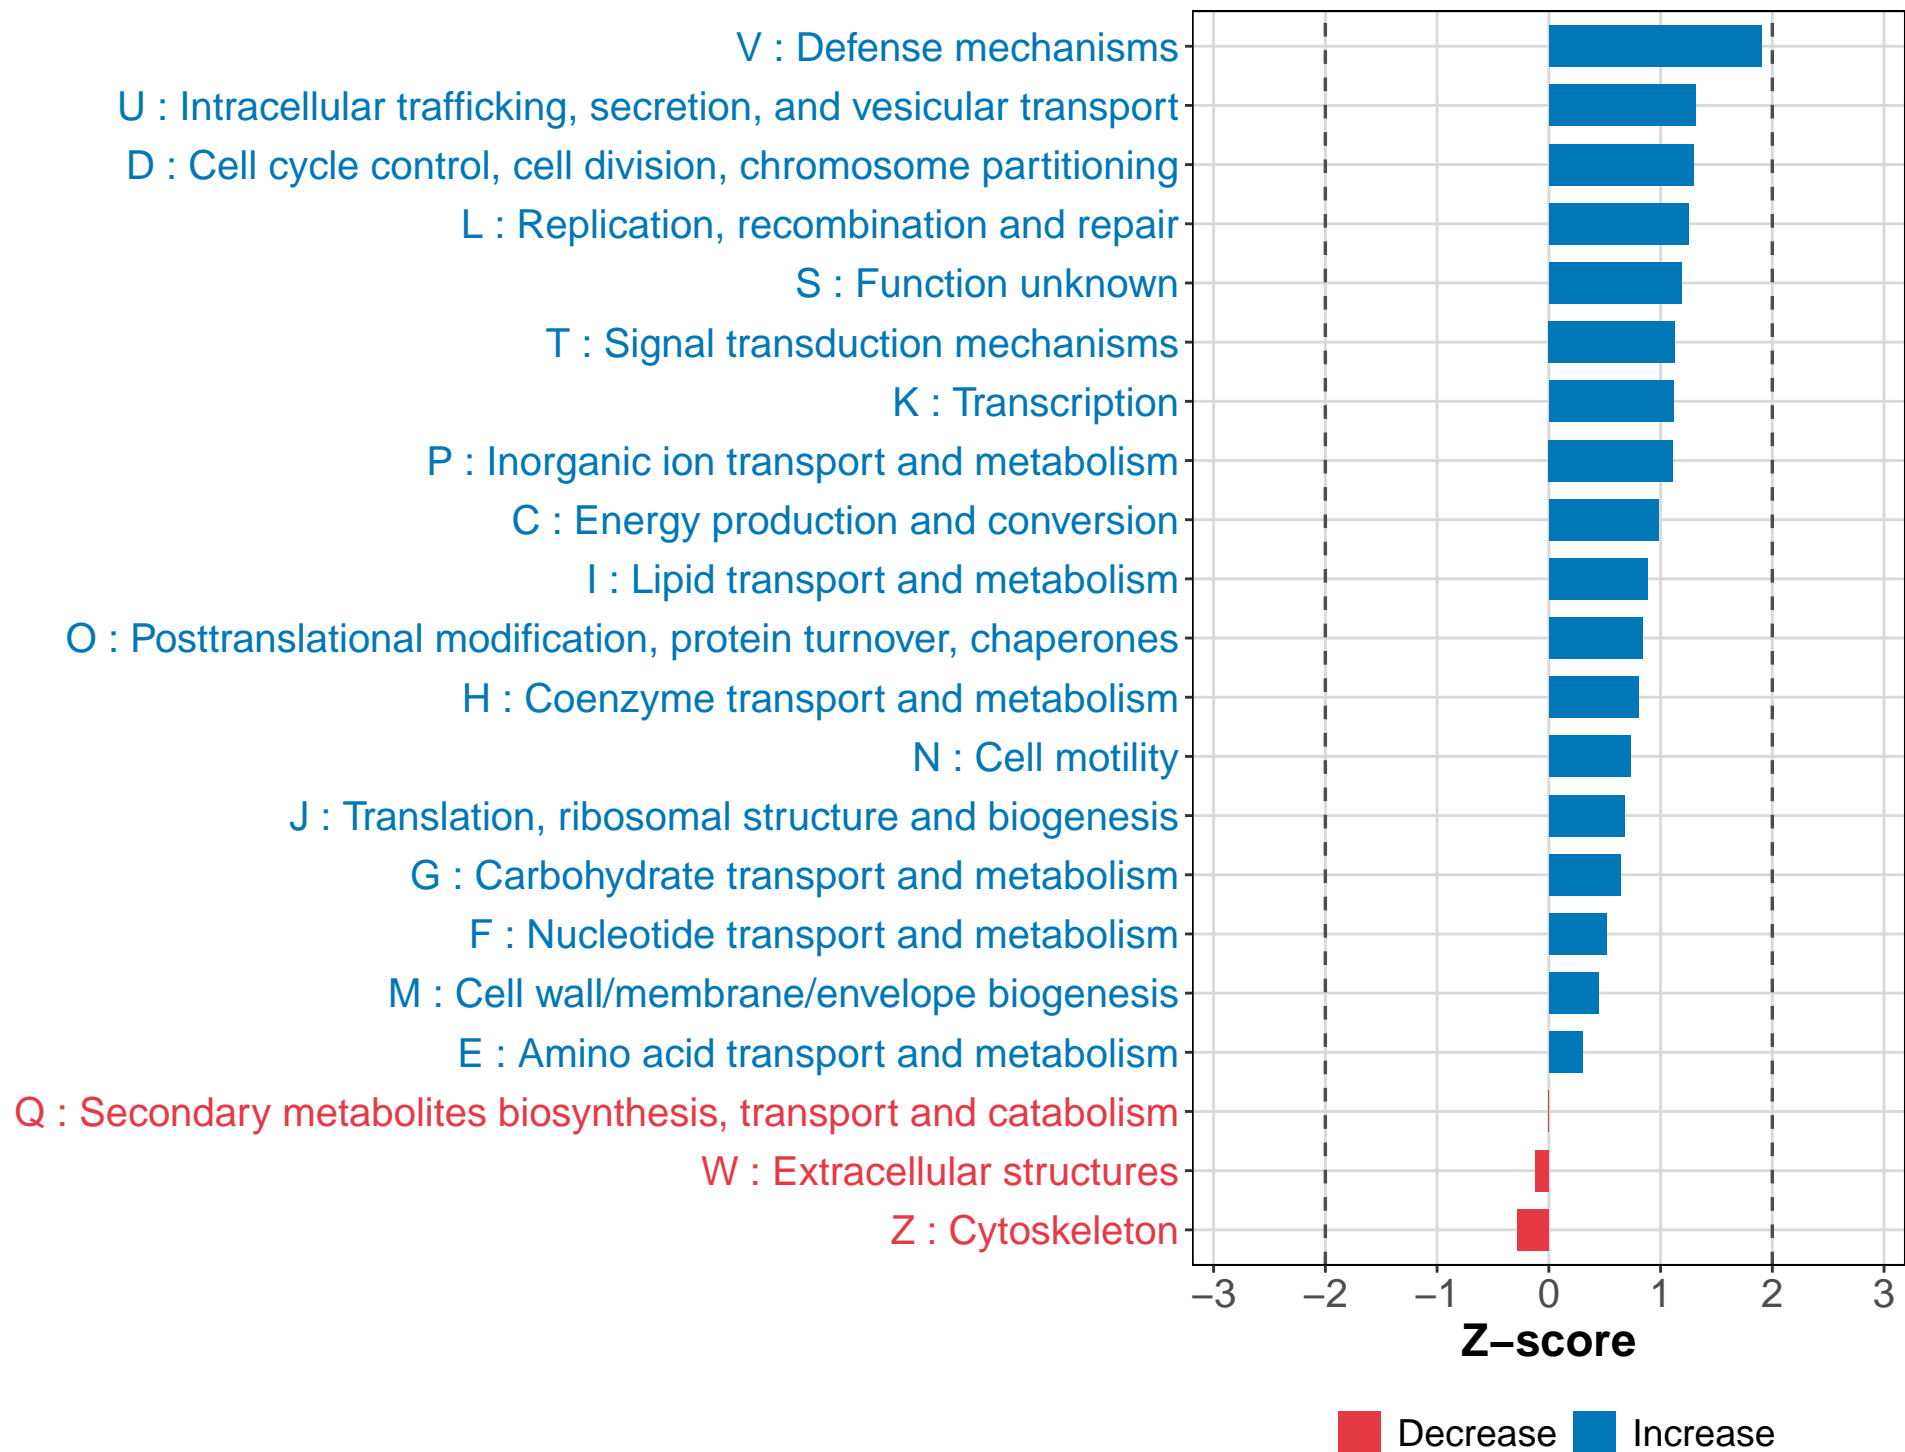 V : Defense mechanisms
U : Intracellular trafficking, secretion, and vesicular transport
D : Cell cycle control, cell division, chromosome partitioning
L : Replication, recombination and repair
S : Function unknown
T : Signal transduction mechanisms
K : Transcription
P : Inorganic ion transport and metabolism
C : Energy production and conversion
I : Lipid transport and metabolism
O : Posttranslational modification, protein turnover, chaperones
H : Coenzyme transport and metabolism
N : Cell motility
J : Translation, ribosomal structure and biogenesis
G : Carbohydrate transport and metabolism
F : Nucleotide transport and metabolism
M : Cell wall/membrane/envelope biogenesis
E : Amino acid transport and metabolism
Q : Secondary metabolites biosynthesis, transport and catabolism
W : Extracellular structures
Z : Cytoskeleton
−3 −2 −1 0 1 2 3
Z−score
Decrease Increase